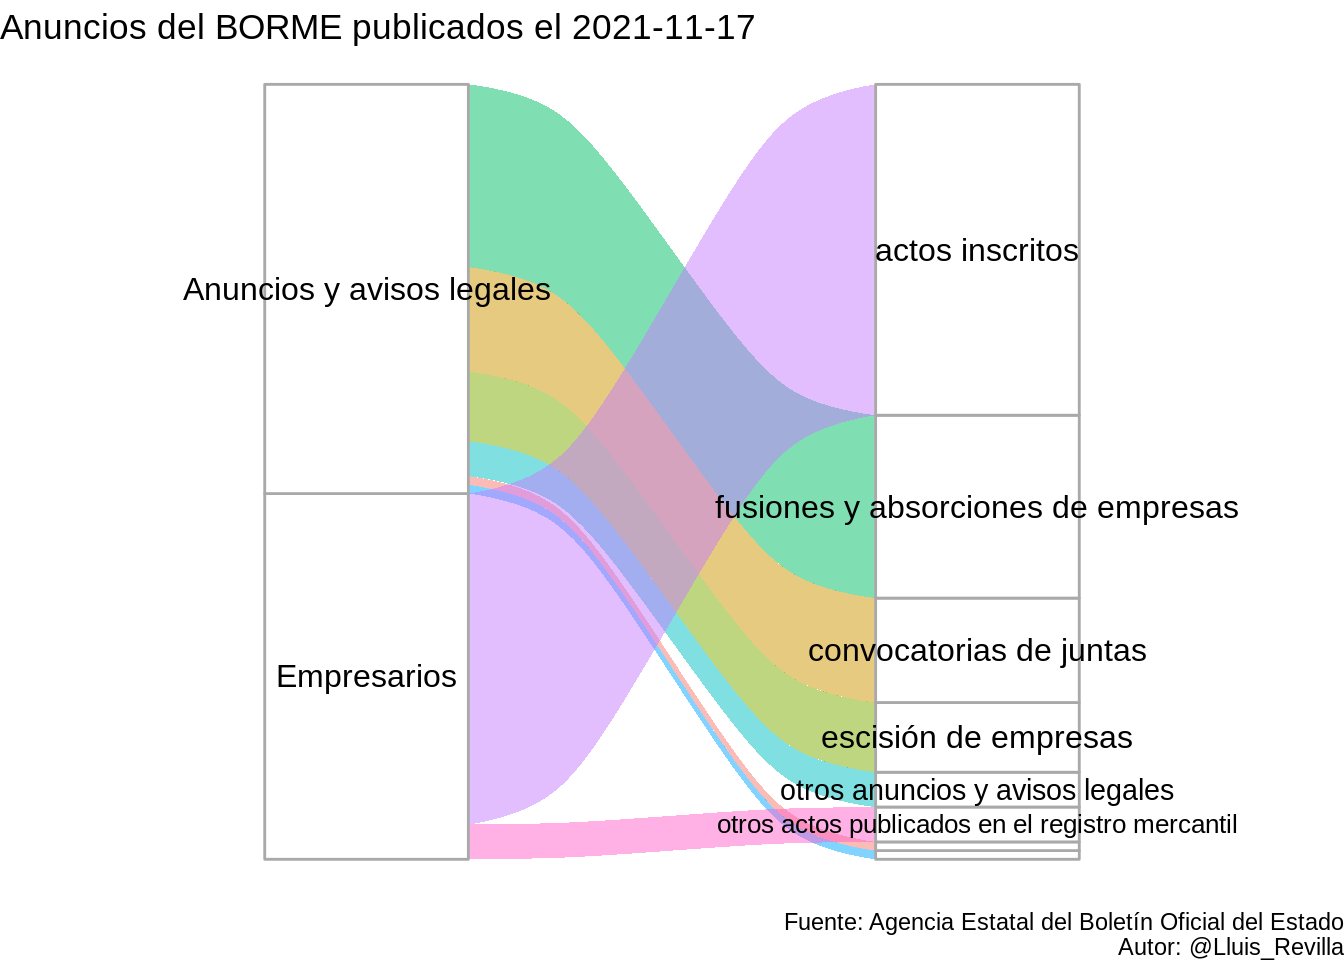 Anuncios del BORME publicados el 2021-11-17
Anuncios y avisos legales
Empresarios
actos inscritos
fusiones y absorciones de empresas
convocatorias de juntas
escisión de empresas
otros anuncios y avisos legales
otros actos publicados en el registro mercantil
Fuente: Agencia Estatal del Boletín Oficial del Estado
Autor: @Lluis_Revilla